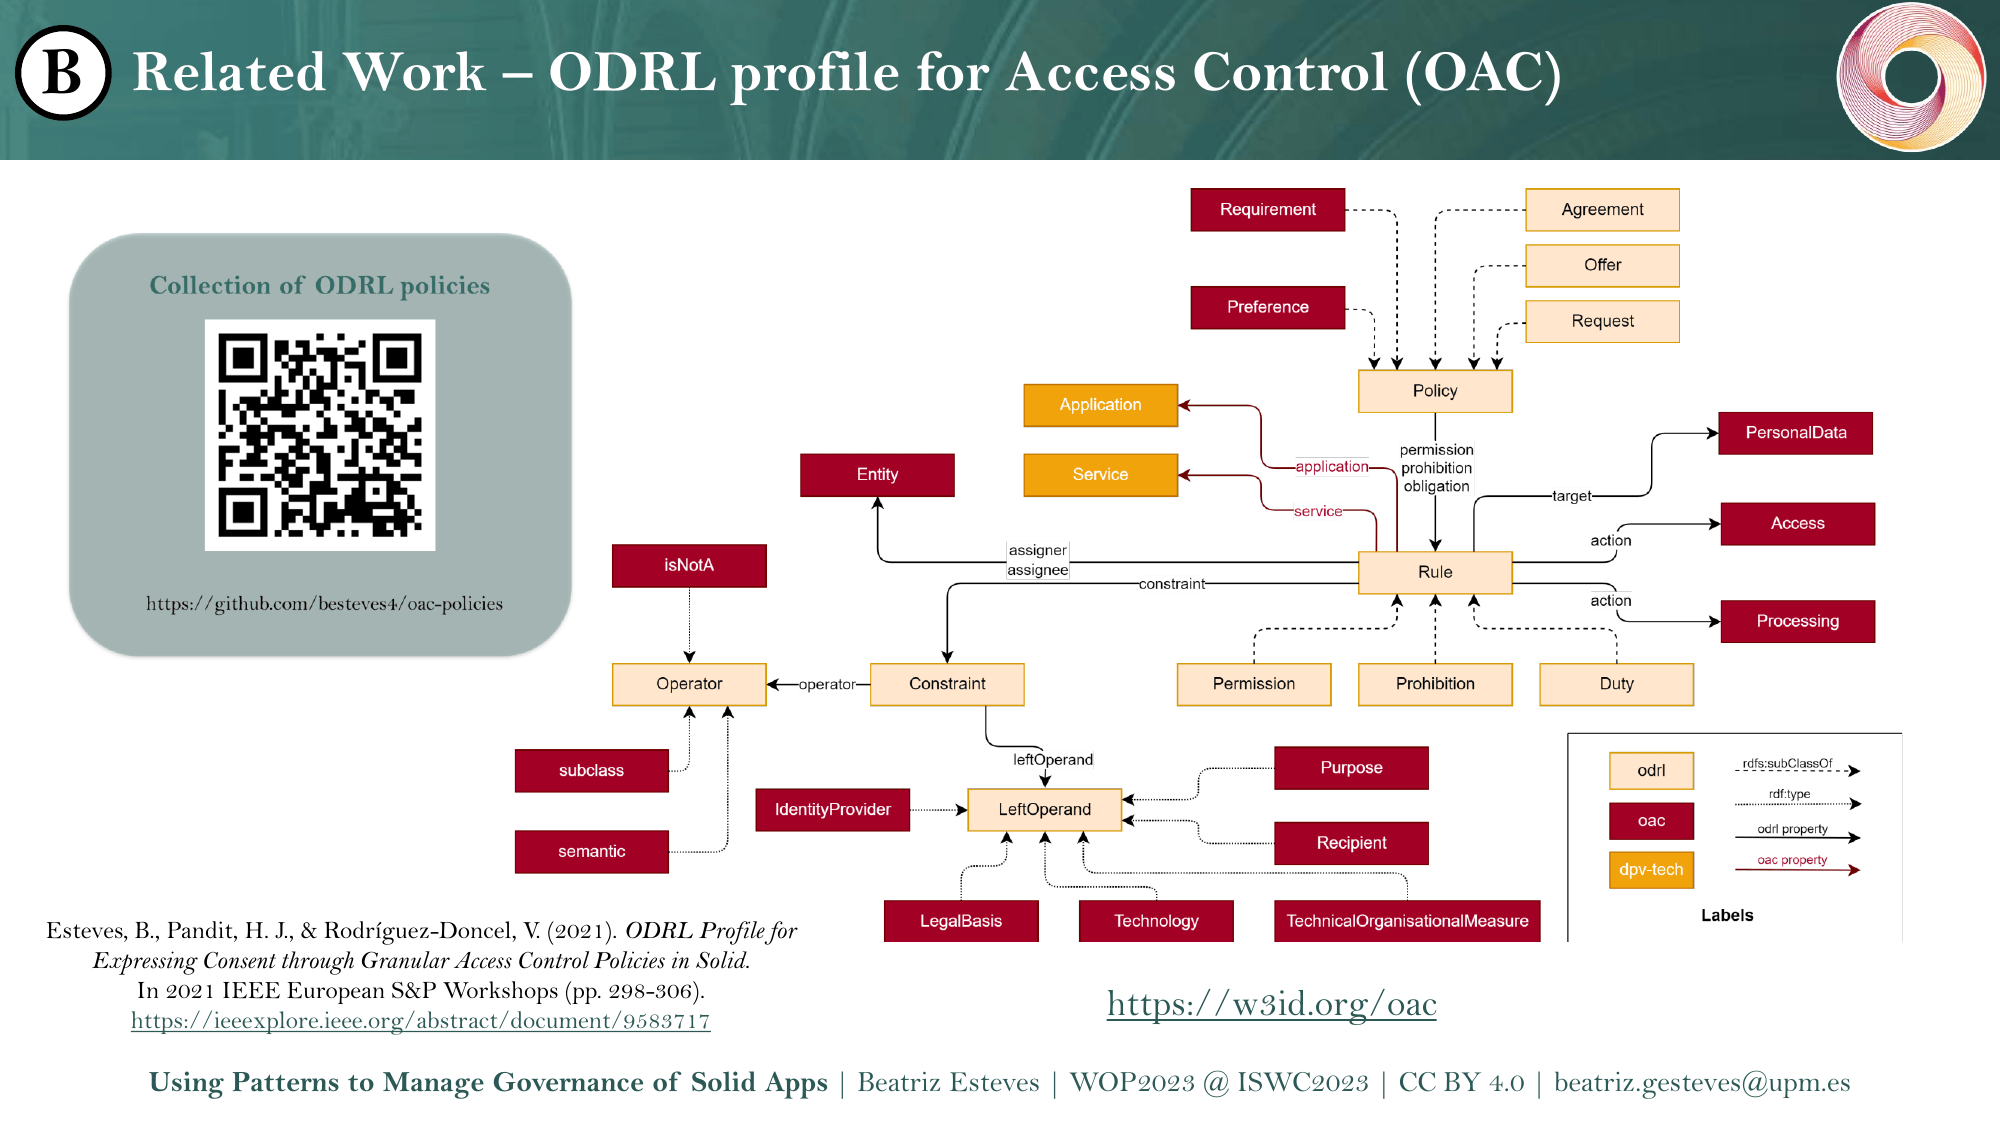 B
Related Work – ODRL profile for Access Control (OAC)
Collection of ODRL policies
https://github.com/besteves4/oac-policies
Requirement
Agreement
Offer
Preference
Request
Policy
Application
Service
Entity
permission
prohibition
obligation
application
service
target
PersonalData
Access
action
Rule
action
Processing
assigner
assignee
constraint
isNotA
Operator
operator
Constraint
Permission
Prohibition
Duty
subclass
semantic
leftOperand
IdentityProvider
LeftOperand
Purpose
Recipient
LegalBasis
Technology
TechnicalOrganisationalMeasure
odrl
rdfs:subClassOf
rdf:type
oac
odrl property
dpv-tech
oac property
Labels
Esteves, B., Pandit, H. J., & Rodríguez-Doncel, V. (2021). ODRL Profile for
Expressing Consent through Granular Access Control Policies in Solid.
In 2021 IEEE European S&P Workshops (pp. 298-306).
https://ieeexplore.ieee.org/abstract/document/9583717
https://w3id.org/oac
Using Patterns to Manage Governance of Solid Apps | Beatriz Esteves | WOP2023 @ ISWC2023 | CC BY 4.0 | beatriz.gesteves@upm.es